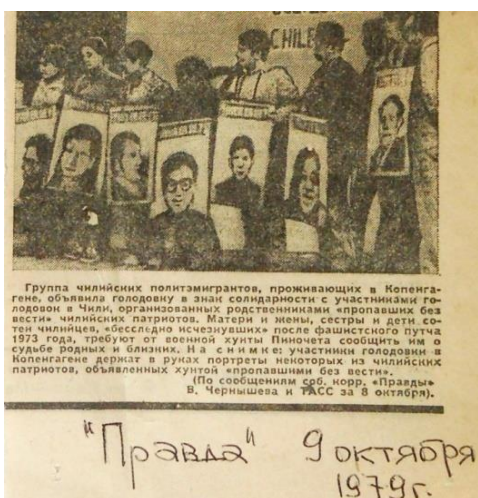 CHILE
Группа чилийских политэмигрантов, проживающих в Копенга-
гене, объявила голодовку в знак солидарности с участниками го-
лодовок в Чили, организованных родственниками «пропавших без
вести» чилийских патриотов. Матери и жены, сестры и дети со-
тен чилийцев, «бесследно исчезнувших» после фашистского путча
1973 года, требуют от военной хунты Пиночета сообщить им о
судьбе родных и близких. На снимке: участники голодовки в
Копенгагене держат в руках портреты некоторых из чилийских
патриотов, объявленных хунтой «пропавшими без вести».
(По сообщениям соб. корр. «Правды»
В. Чернышева и ТАСС за 8 октября).
"Правда" 9 октября
1979г.